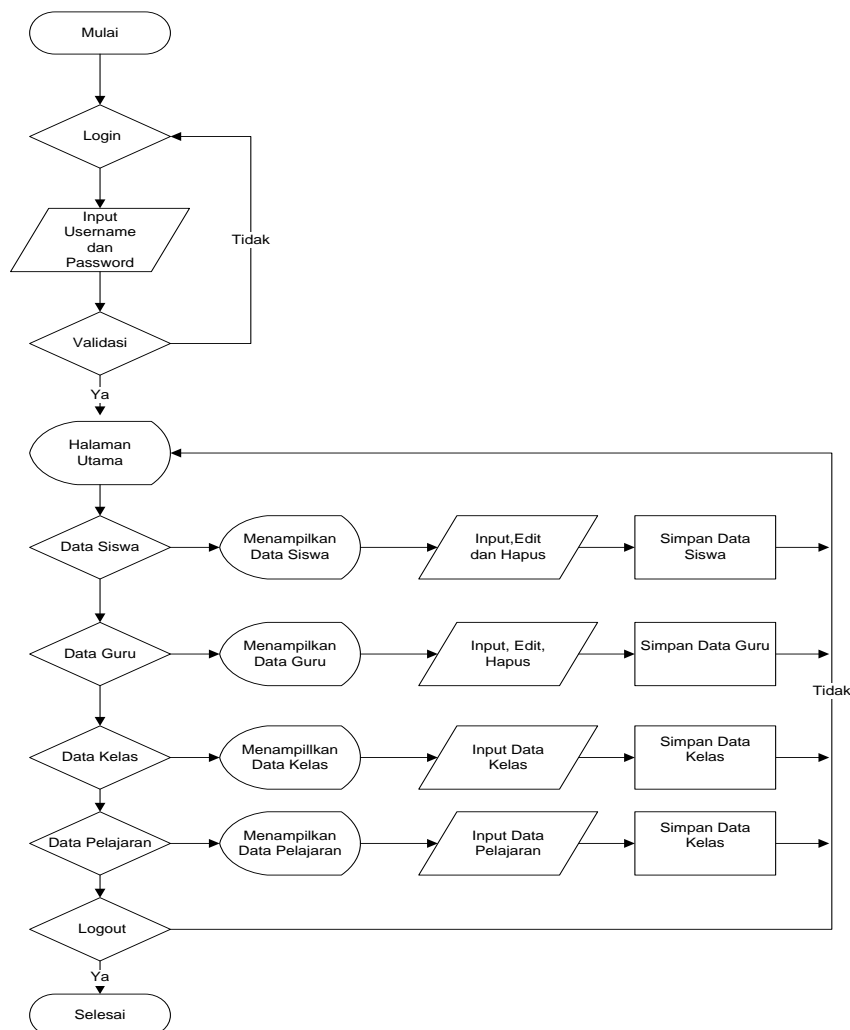 Mulai
Login
Input
Username
dan
Password
Tidak
Validasi
Ya
Halaman
Utama
Data Siswa
Menampilkan
Data Siswa
Input,Edit
dan Hapus
Simpan Data
Siswa
Data Guru
Menampilkan
Data Guru
Input, Edit,
Hapus
Simpan Data Guru
Tidak
Data Kelas
Menampillkan
Data Kelas
Input Data
Kelas
Simpan Data
Kelas
Data Pelajaran
Menampilkan
Data Pelajaran
Input Data
Pelajaran
Simpan Data
Kelas
Logout
Ya
Selesai